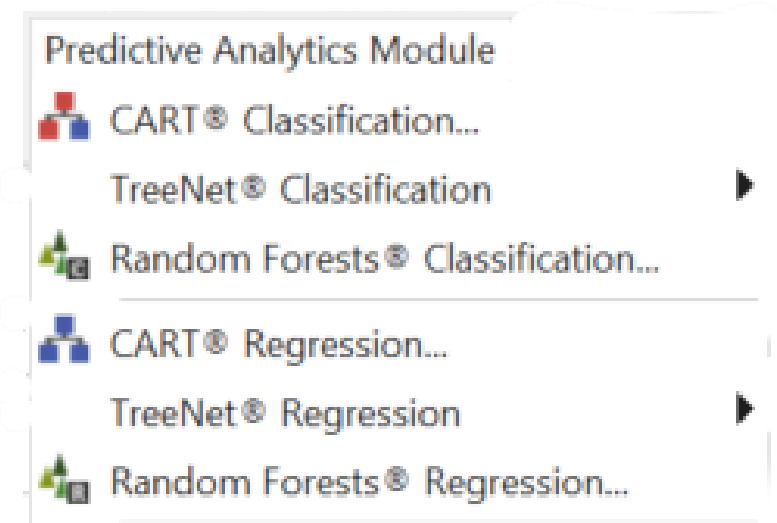 Predictive Analytics Module
CART® Classification...
TreeNet® Classification
Random Forests® Classification...
CART® Regression...
TreeNet® Regression
Random Forests® Regression...